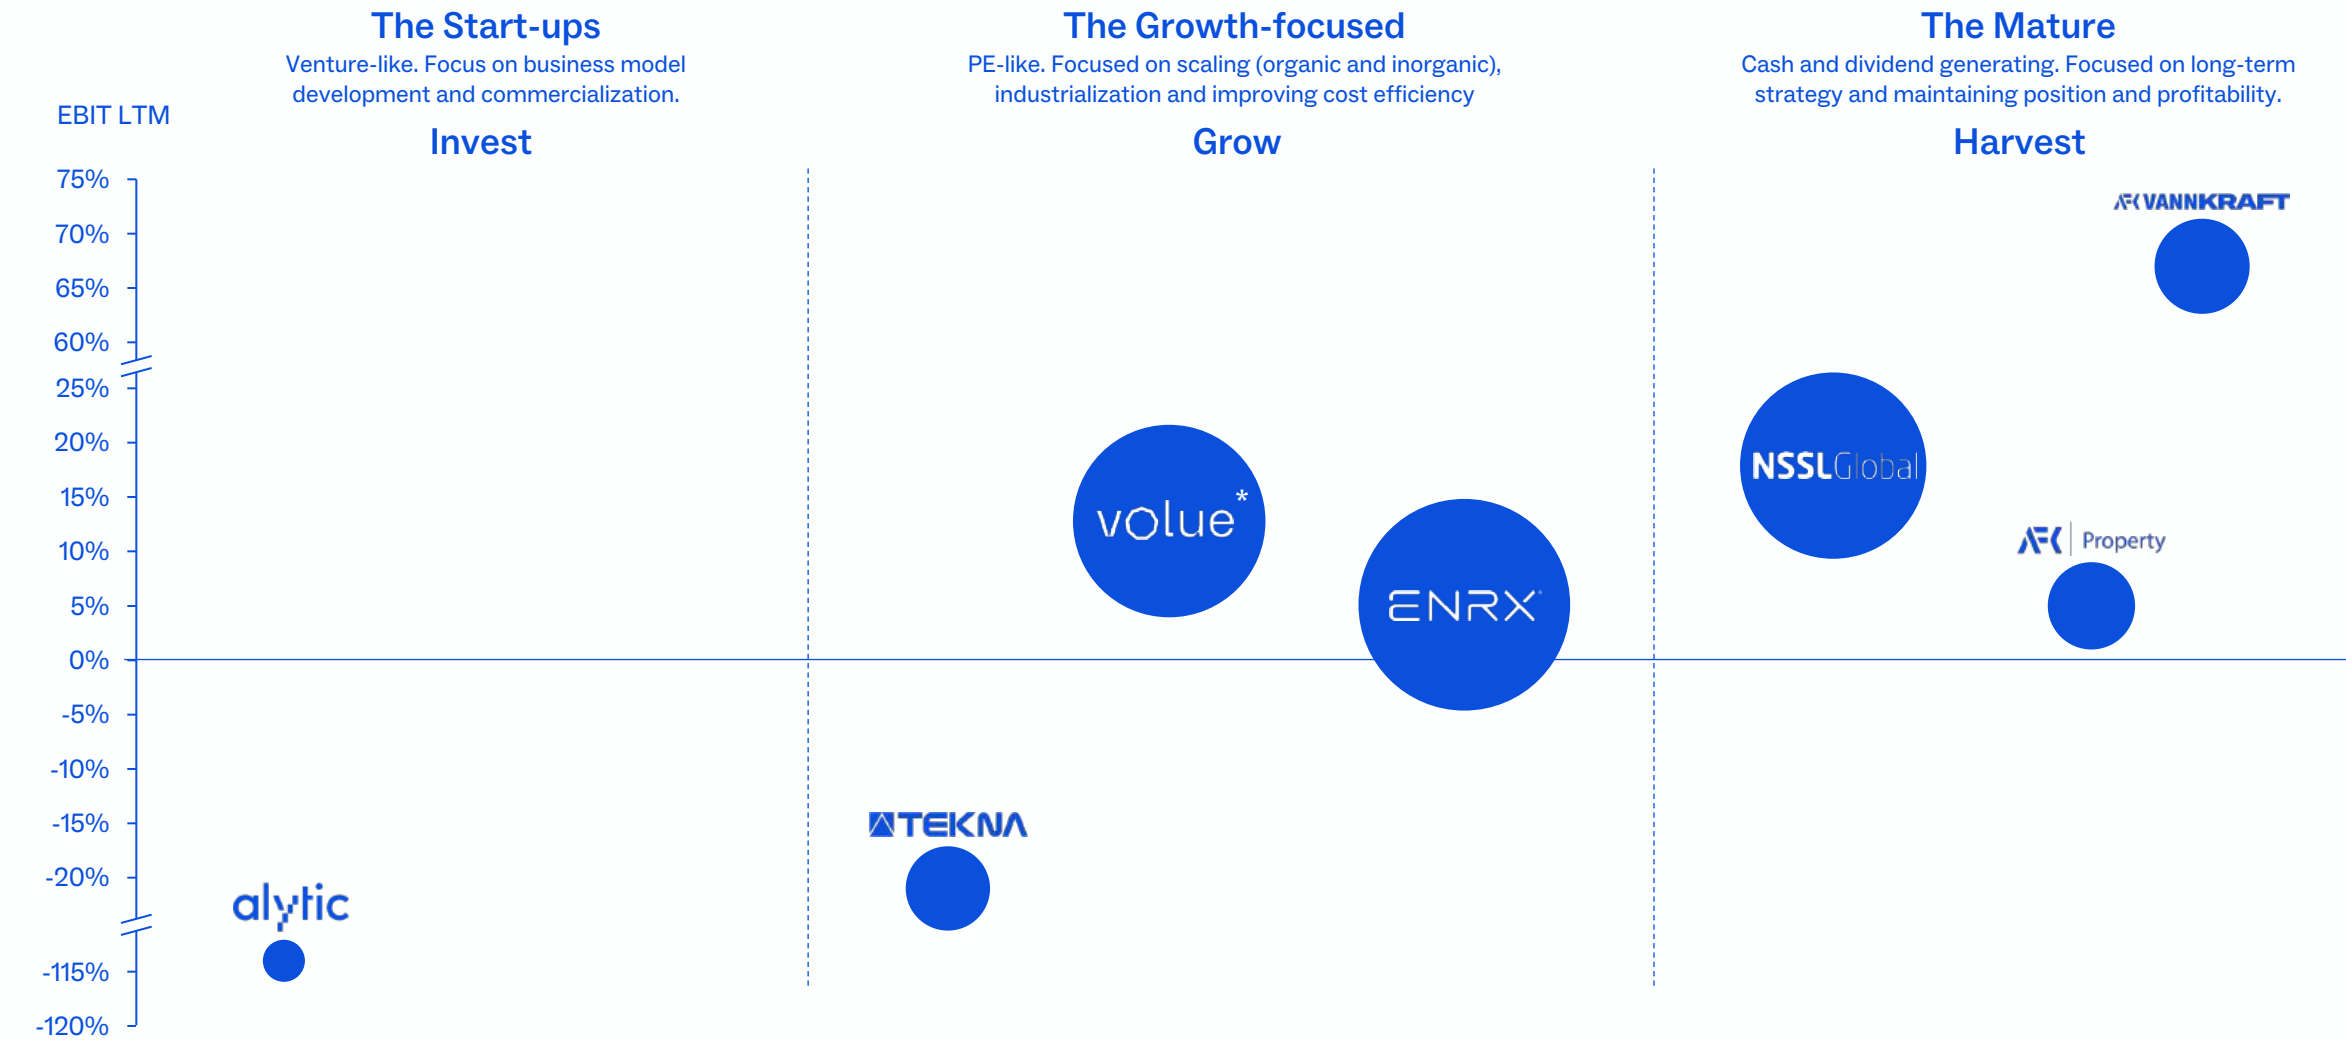 The Start-ups
Venture-like. Focus on business model
development and commercialization.
Invest
The Growth-focused
PE-like. Focused on scaling (organic and inorganic),
industrialization and improving cost efficiency
Grow
The Mature
Cash and dividend generating. Focused on long-term
strategy and maintaining position and profitability.
Harvest
EBIT LTM
75%
70%
65%
60%
25%
20%
15%
10%
5%
0%
-5%
-10%
-15%
-20%
-115%
-120%
alytic
TEKNA
volue*
ENRX
NSSLGlobal
AFK VANNKRAFT
AFK Property